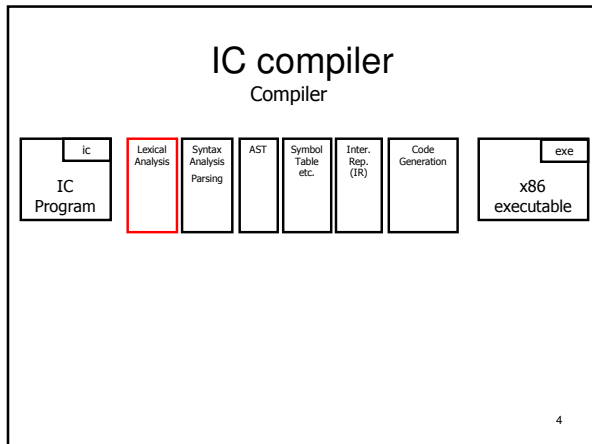 IC compiler
Compiler
ic
IC
Program
Lexical
Analysis
Syntax
Analysis
Parsing
AST
Symbol
Table
etc.
Inter.
Rep.
(IR)
Code
Generation
exe
x86
executable
4